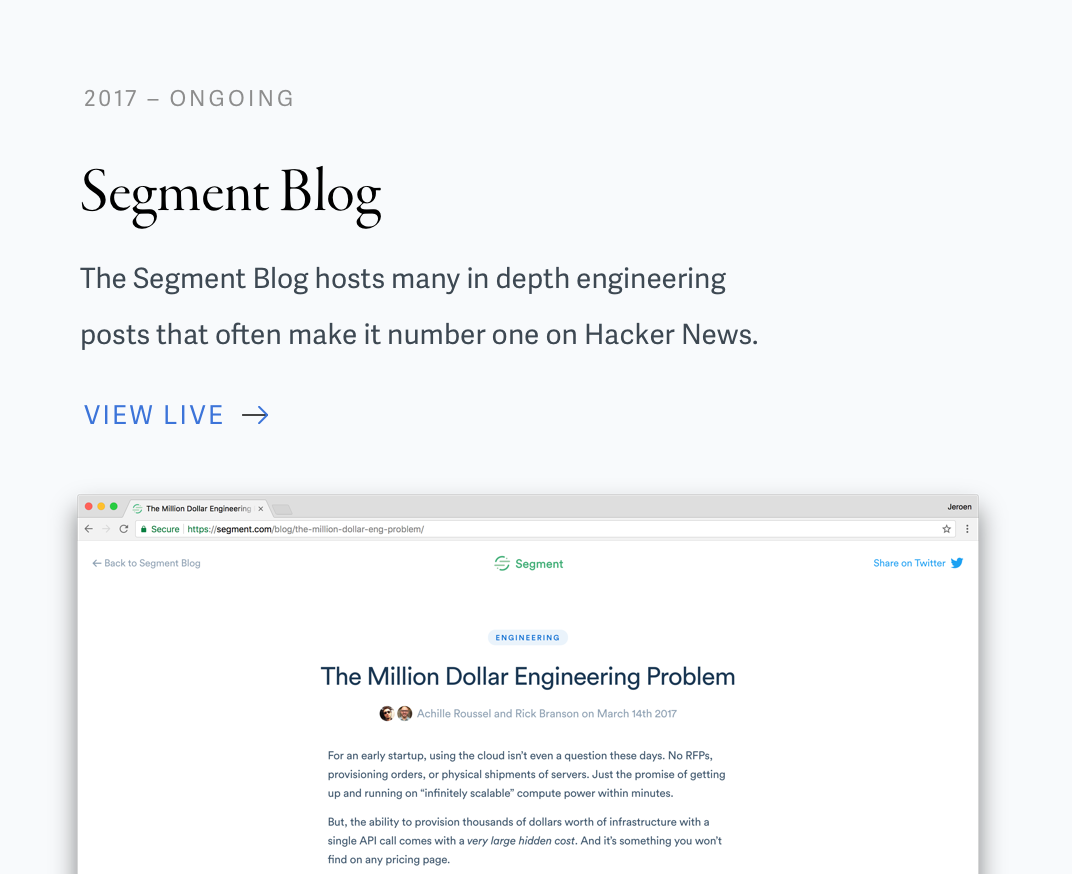 2017 – ONGOING
Segment Blog
The Segment Blog hosts many in depth engineering
posts that often make it number one on Hacker News.
VIEW LIVE →
The Million Dollar Engineering ×
Jeroen
Secure https://segment.com/blog/the-million-dollar-eng-problem/
← Back to Segment Blog
Segment
Share on Twitter
ENGINEERING
The Million Dollar Engineering Problem
Achille Roussel and Rick Branson on March 14th 2017
For an early startup, using the cloud isn’t even a question these days. No RFPs,
provisioning orders, or physical shipments of servers. Just the promise of getting
up and running on “infinitely scalable” compute power within minutes.
But, the ability to provision thousands of dollars worth of infrastructure with a
single API call comes with a very large hidden cost. And it’s something you won’t
find on any pricing page.